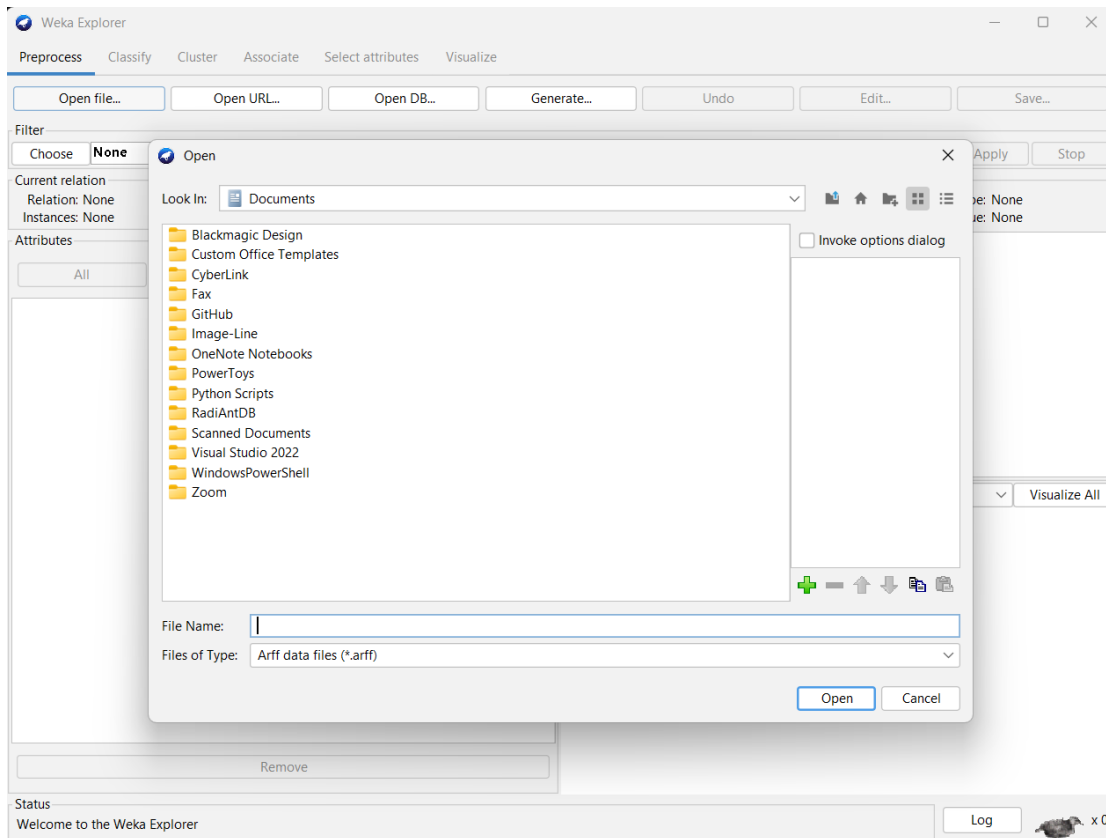 Weka Explorer
Preprocess Classify Cluster Associate Select attributes Visualize
Open file... Open URL... Open DB... Generate... Undo Edit... Save...
Filter
Choose None Apply Stop
Current relation
Relation: None
Instances: None
pe: None
ue: None
Attributes
All
Open
Look In: Documents
Blackmagic Design
Custom Office Templates
CyberLink
Fax
GitHub
Image-Line
OneNote Notebooks
PowerToys
Python Scripts
RadiAntDB
Scanned Documents
Visual Studio 2022
WindowsPowerShell
Zoom
Invoke options dialog
File Name:
Files of Type: Arff data files (*.arff)
Open Cancel
Visualize All
Remove
Status
Welcome to the Weka Explorer
Log x 0